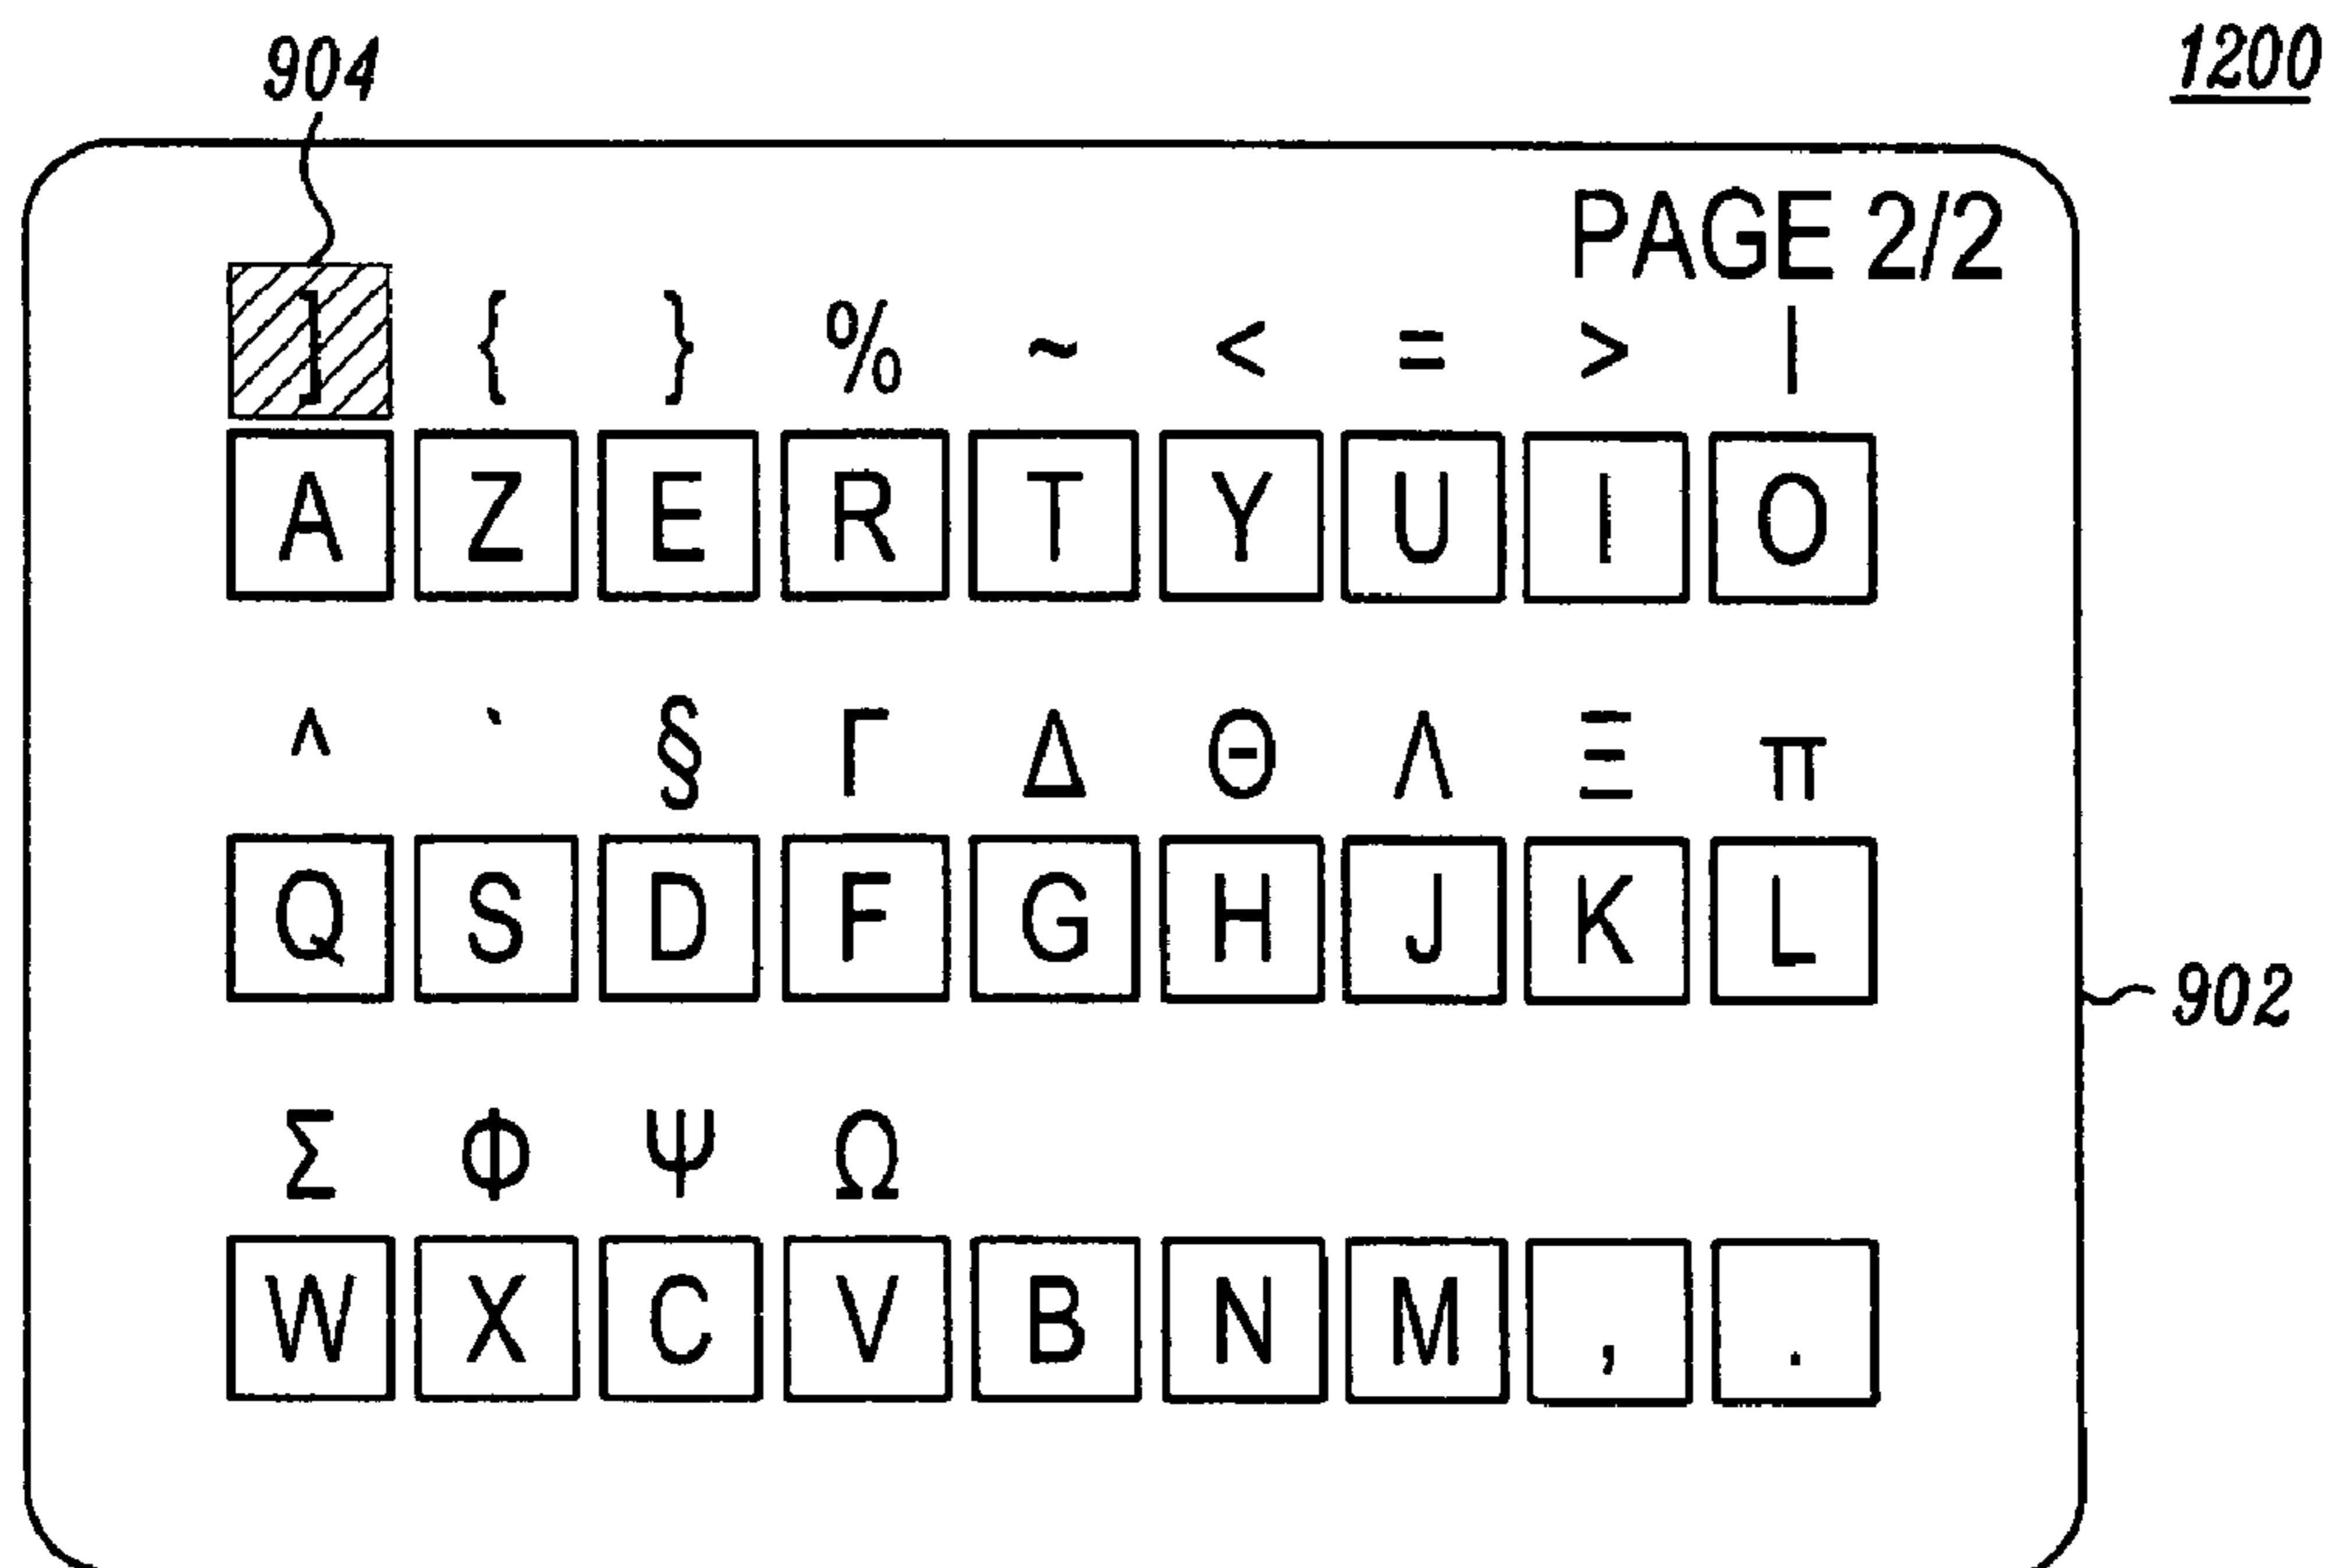 904
1200
PAGE 2/2
] { } % ~ < = > |
A Z E R T Y U I O
^ ` § Γ Δ Θ Λ Ξ π
Q S D F G H J K L
902
Σ Φ Ψ Ω
W X C V B N M , .